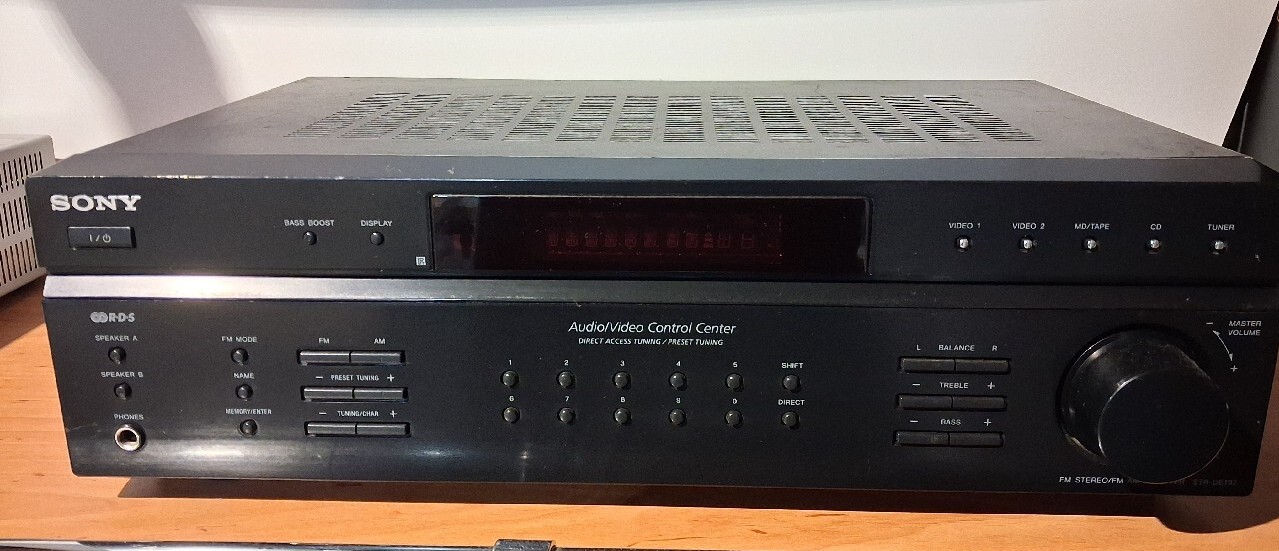 SONY
I/⏻
BASS BOOST
DISPLAY
VIDEO 1
VIDEO 2
MD/TAPE
CD
TUNER
R·D·S
SPEAKER A
SPEAKER B
PHONES
FM MODE
NAME
MEMORY/ENTER
FM AM
− PRESET TUNING +
− TUNING/CHAR +
Audio/Video Control Center
DIRECT ACCESS TUNING / PRESET TUNING
1 2 3 4 5 SHIFT
6 7 8 9 0 DIRECT
L BALANCE R
− TREBLE +
− BASS +
− MASTER
VOLUME
+
FM STEREO/FM